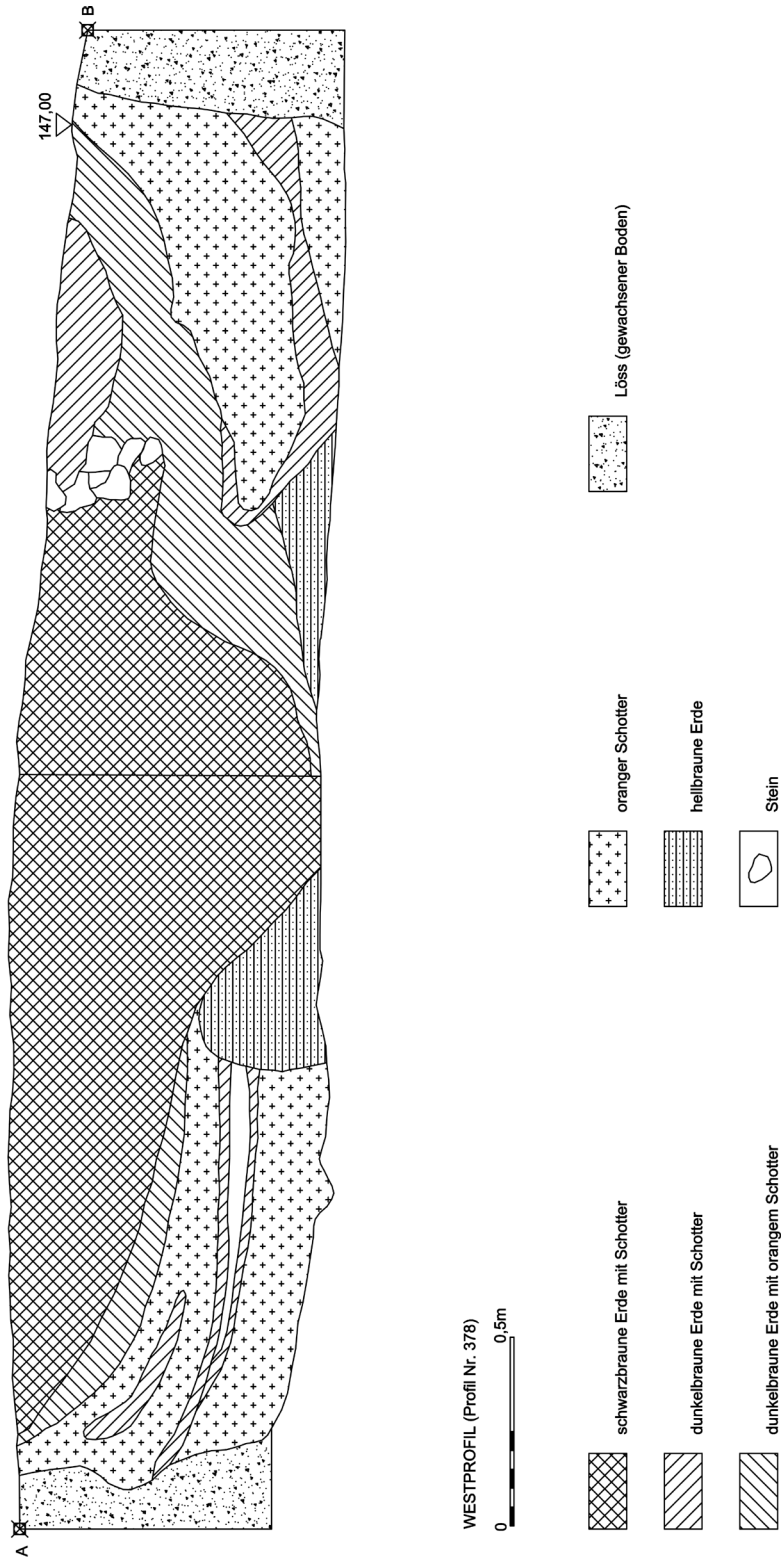 A
B
147,00
WESTPROFIL (Profil Nr. 378)
0 0,5m
schwarzbraune Erde mit Schotter
dunkelbraune Erde mit Schotter
dunkelbraune Erde mit orangem Schotter
oranger Schotter
hellbraune Erde
Stein
Löss (gewachsener Boden)